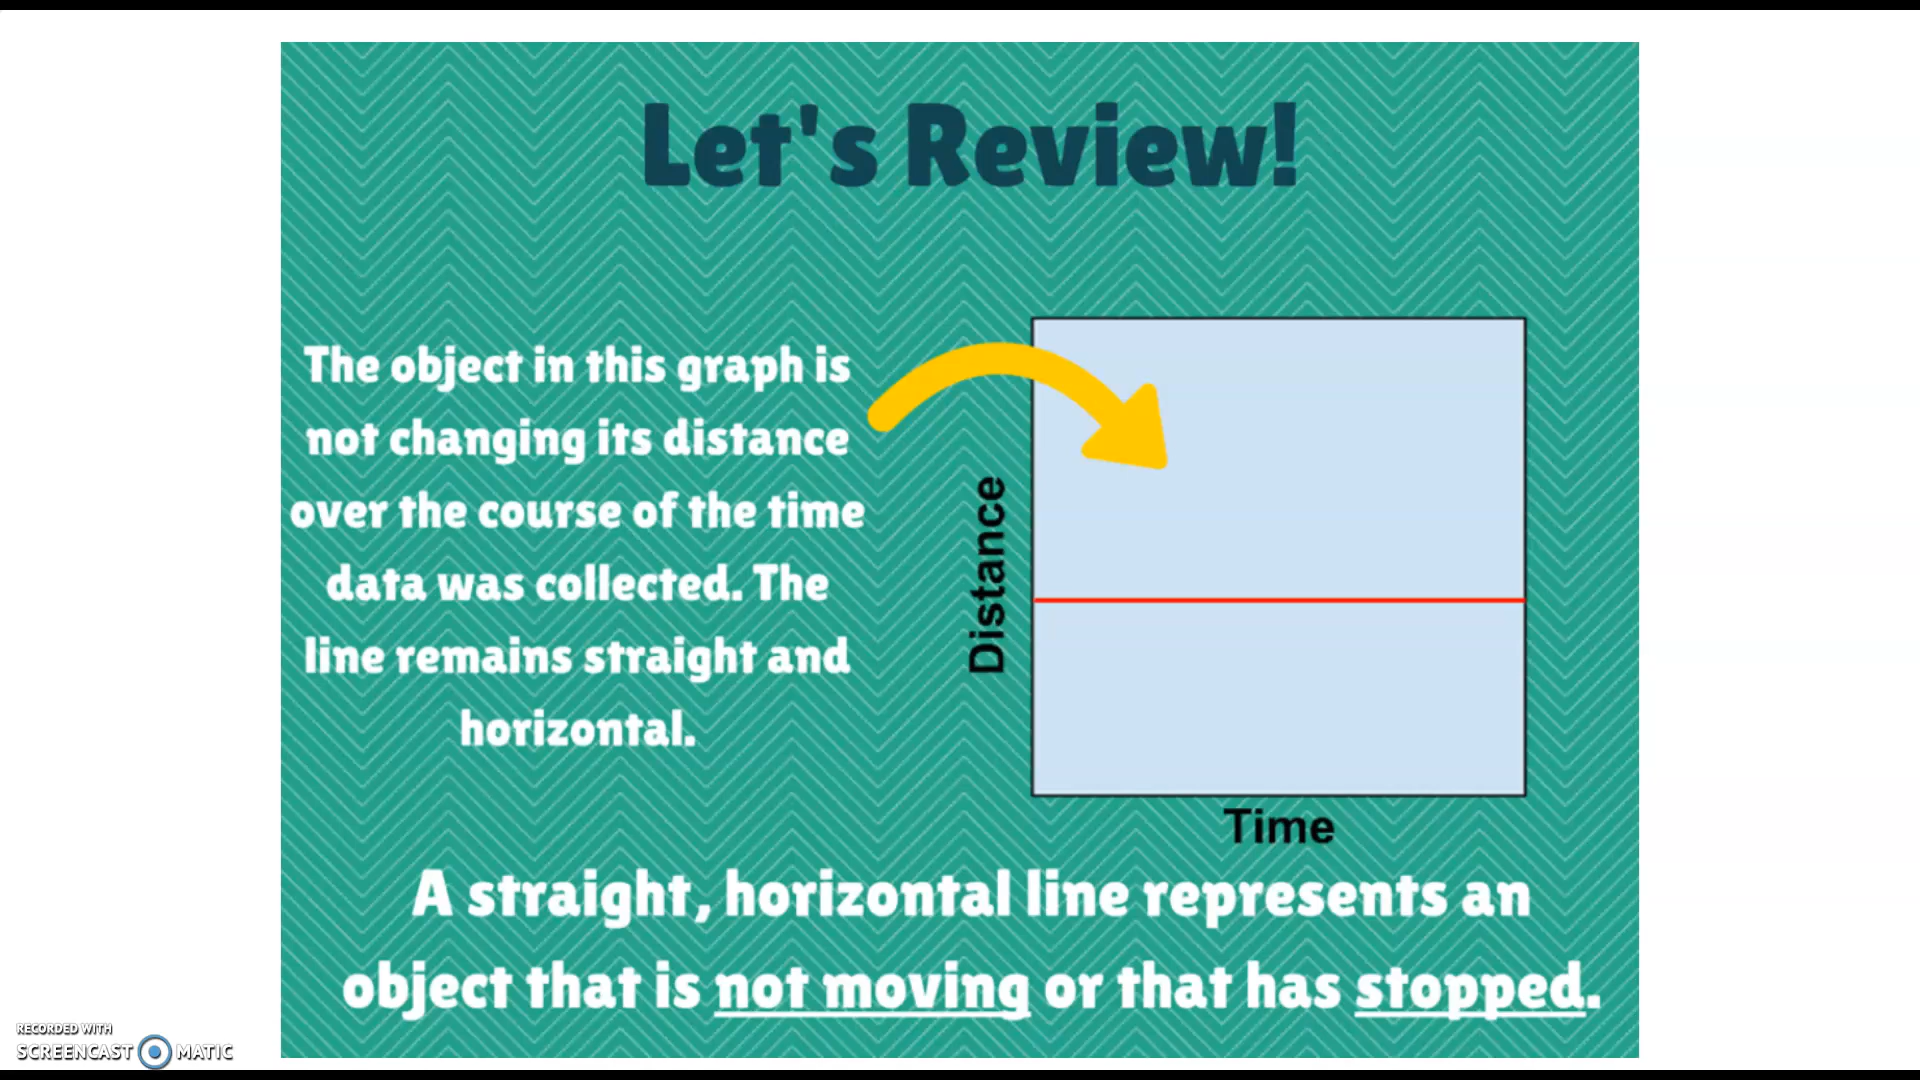 Let's Review!
The object in this graph is
not changing its distance
over the course of the time
data was collected. The
line remains straight and
horizontal.
Distance
Time
A straight, horizontal line represents an
object that is not moving or that has stopped.
RECORDED WITH
SCREENCAST MATIC